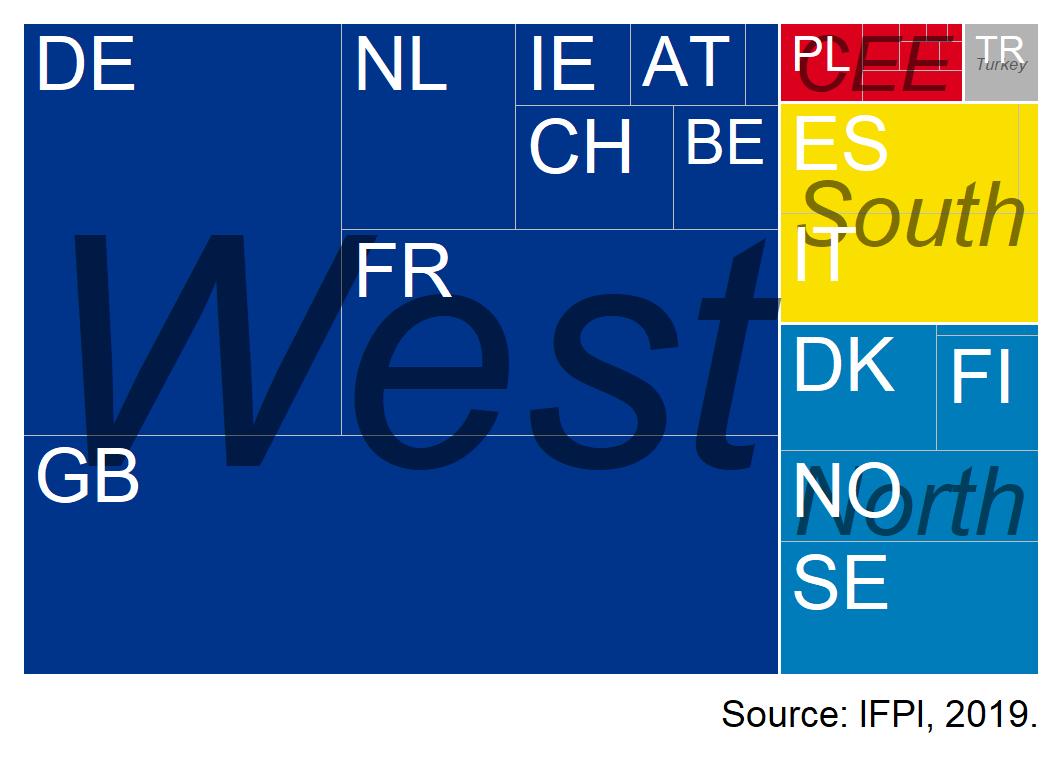 DE
NL
IE
AT
CH
BE
FR
GB
West
PL
CEE
TR
Turkey
ES
South
IT
DK
FI
NO
North
SE
Source: IFPI, 2019.